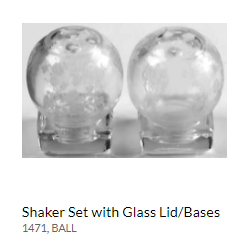 Shaker Set with Glass Lid/Bases
1471, BALL